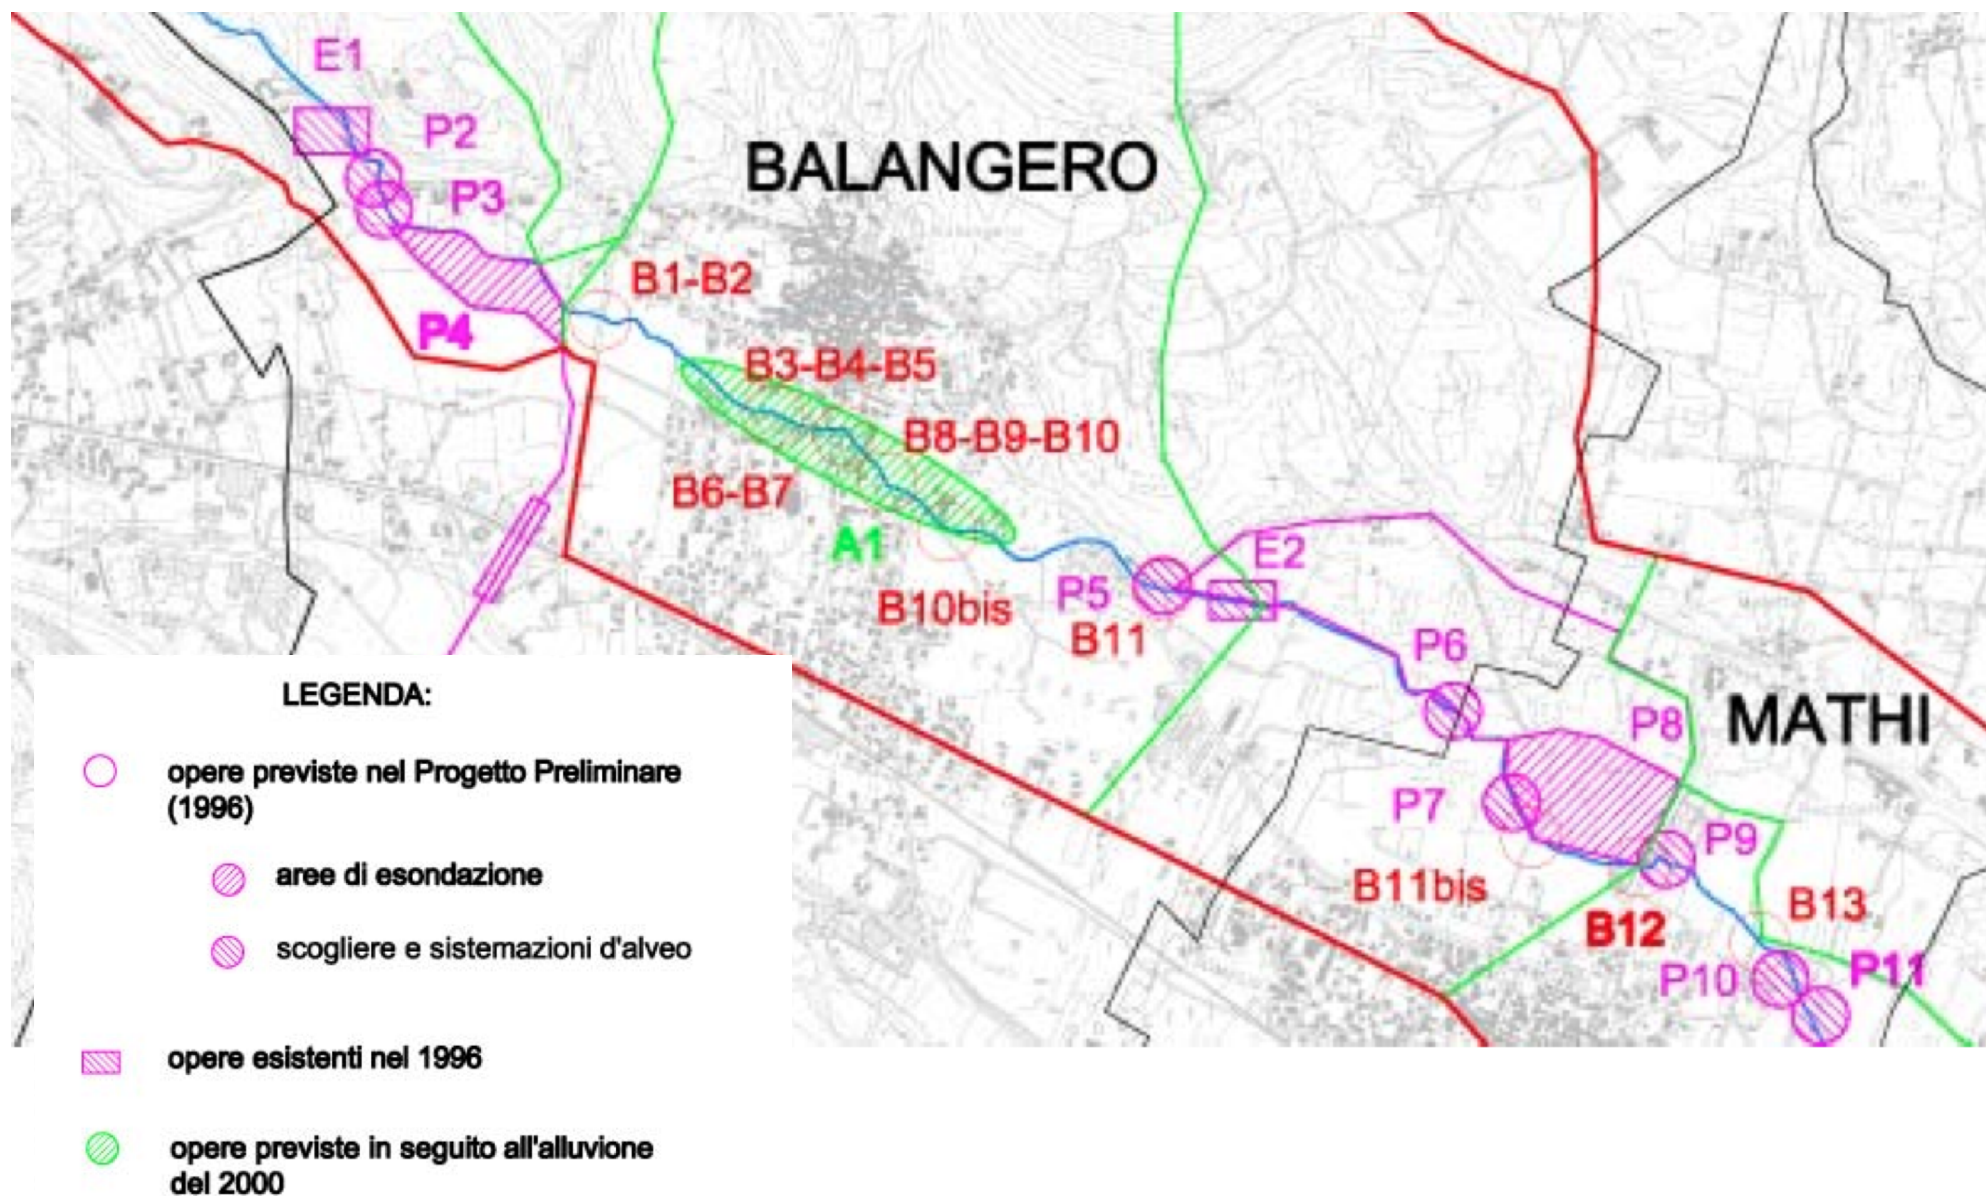 E1
P2
BALANGERO
P3
B1-B2
P4
B3-B4-B5
B8-B9-B10
B6-B7
A1
E2
B10bis
P5
B11
P6
LEGENDA:
P8
MATHI
opere previste nel Progetto Preliminare
(1996)
P7
P9
aree di esondazione
B11bis
B13
B12
scogliere e sistemazioni d'alveo
P10
P11
opere esistenti nel 1996
opere previste in seguito all'alluvione
del 2000